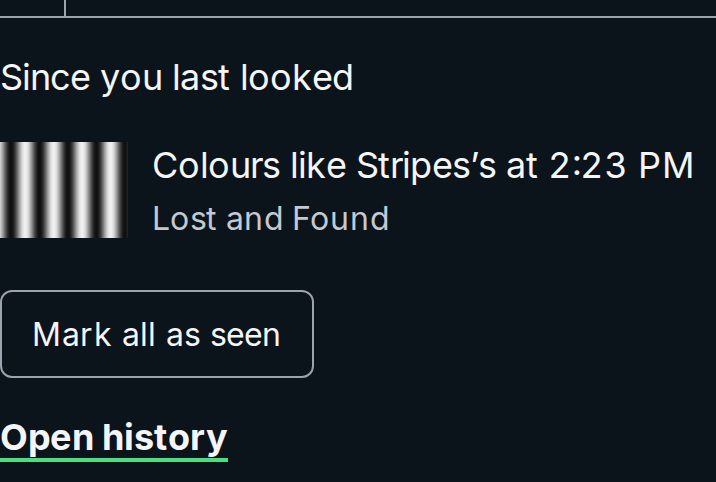 Since you last looked
Colours like Stripes’s at 2:23 PM
Lost and Found
Mark all as seen
Open history